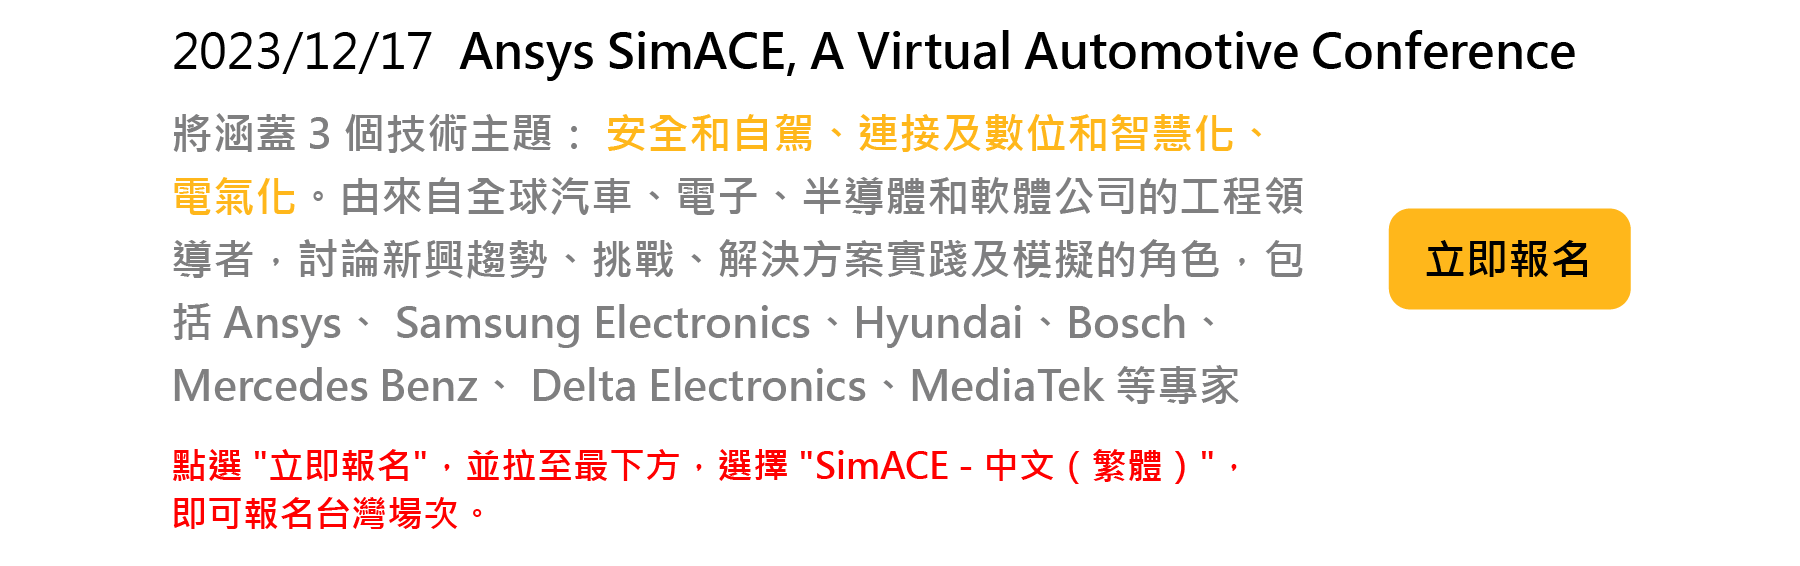 2023/12/17 Ansys SimACE, A Virtual Automotive Conference
將涵蓋 3 個技術主題： 安全和自駕、連接及數位和智慧化、
電氣化。由來自全球汽車、電子、半導體和軟體公司的工程領
導者，討論新興趨勢、挑戰、解決方案實踐及模擬的角色，包
括 Ansys、 Samsung Electronics、Hyundai、Bosch、
Mercedes Benz、 Delta Electronics、MediaTek 等專家
立即報名
點選 "立即報名"，並拉至最下方，選擇 "SimACE - 中文（繁體）"，
即可報名台灣場次。